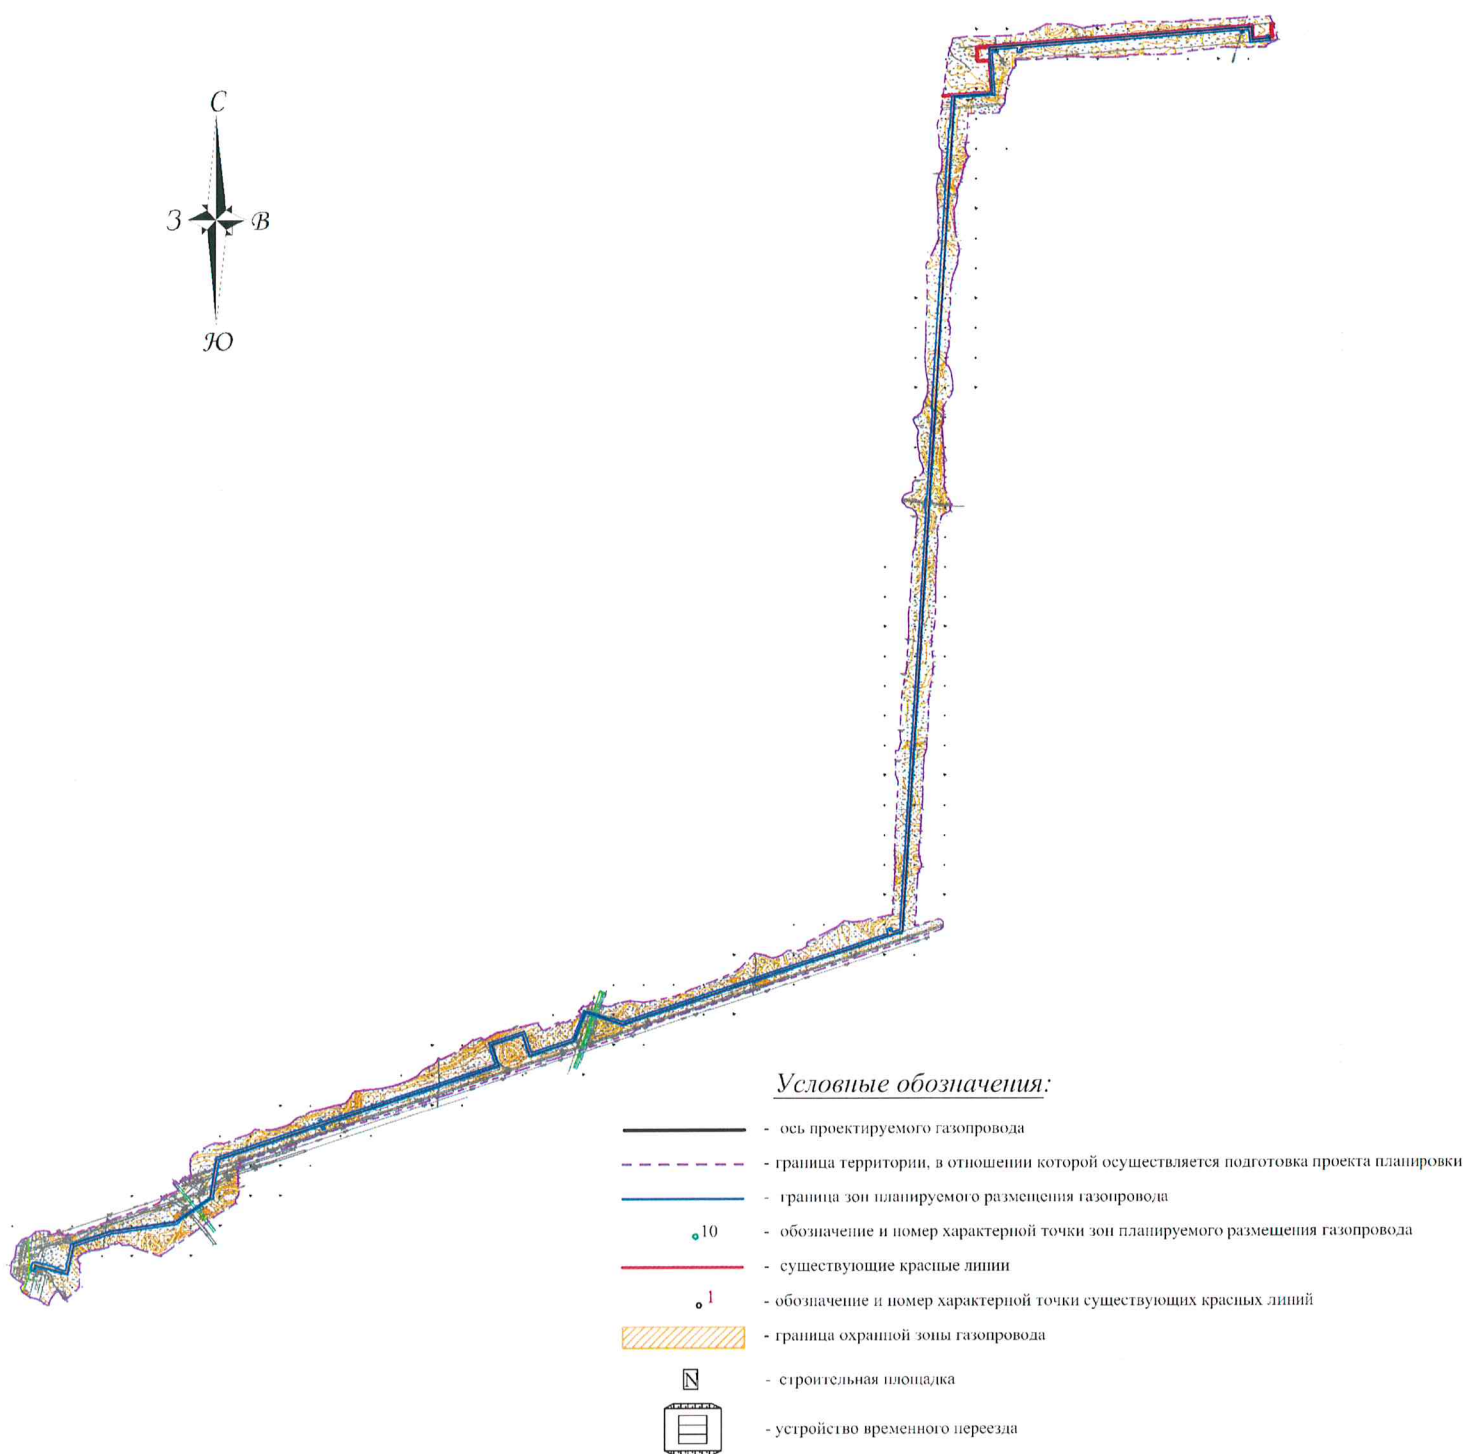 С
З В
Ю
Условные обозначения:
- ось проектируемого газопровода
- граница территории, в отношении которой осуществляется подготовка проекта планировки
- граница зон планируемого размещения газопровода
10 - обозначение и номер характерной точки зон планируемого размещения газопровода
- существующие красные линии
1 - обозначение и номер характерной точки существующих красных линий
- граница охранной зоны газопровода
N - строительная площадка
- устройство временного переезда